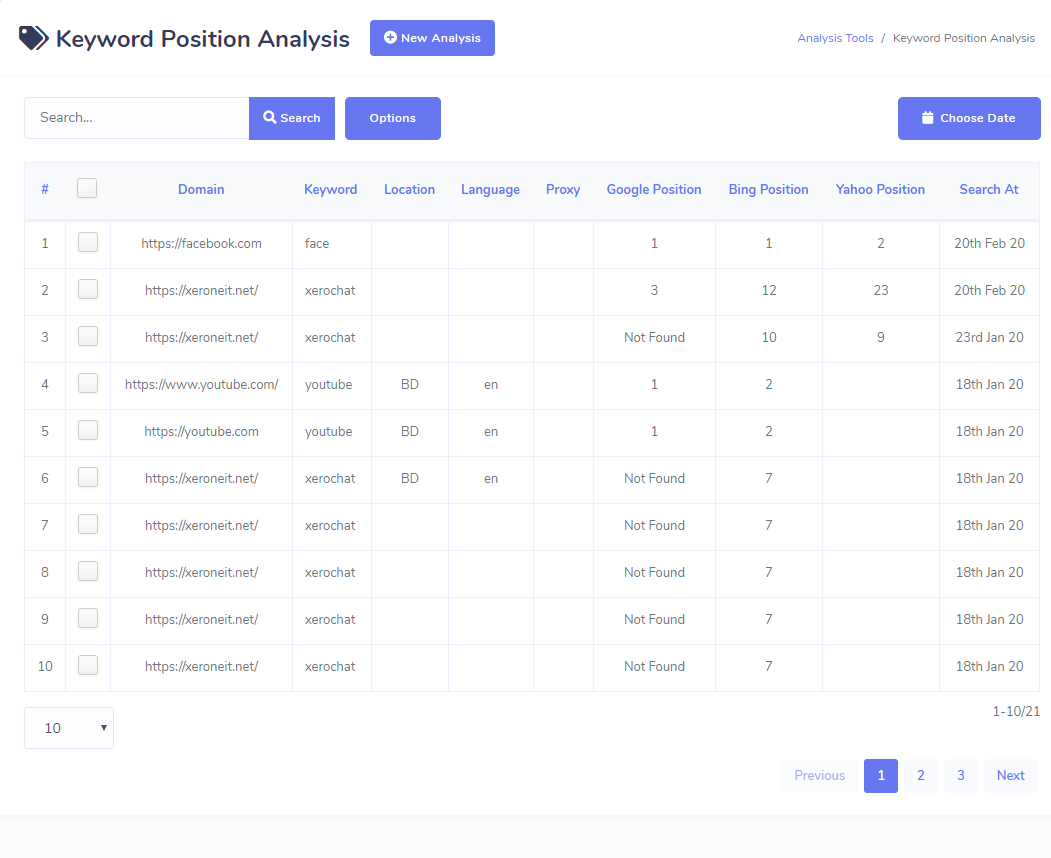 Keyword Position Analysis New Analysis Analysis Tools / Keyword Position Analysis
Search... Search Options Choose Date
# Domain Keyword Location Language Proxy Google Position Bing Position Yahoo Position Search At
1 https://facebook.com face 1 1 2 20th Feb 20
2 https://xeroneit.net/ xerochat 3 12 23 20th Feb 20
3 https://xeroneit.net/ xerochat Not Found 10 9 23rd Jan 20
4 https://www.youtube.com/ youtube BD en 1 2 18th Jan 20
5 https://youtube.com youtube BD en 1 2 18th Jan 20
6 https://xeroneit.net/ xerochat BD en Not Found 7 18th Jan 20
7 https://xeroneit.net/ xerochat Not Found 7 18th Jan 20
8 https://xeroneit.net/ xerochat Not Found 7 18th Jan 20
9 https://xeroneit.net/ xerochat Not Found 7 18th Jan 20
10 https://xeroneit.net/ xerochat Not Found 7 18th Jan 20
1-10/21
10
Previous 1 2 3 Next